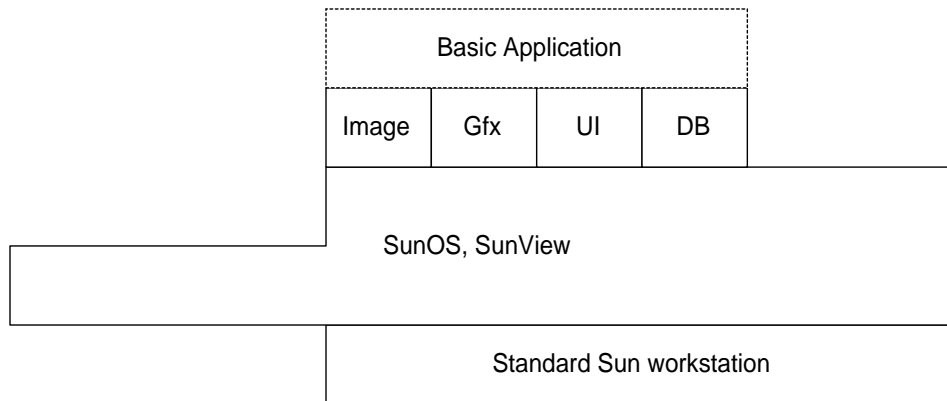 Basic Application
Image Gfx UI DB
SunOS, SunView
Standard Sun workstation